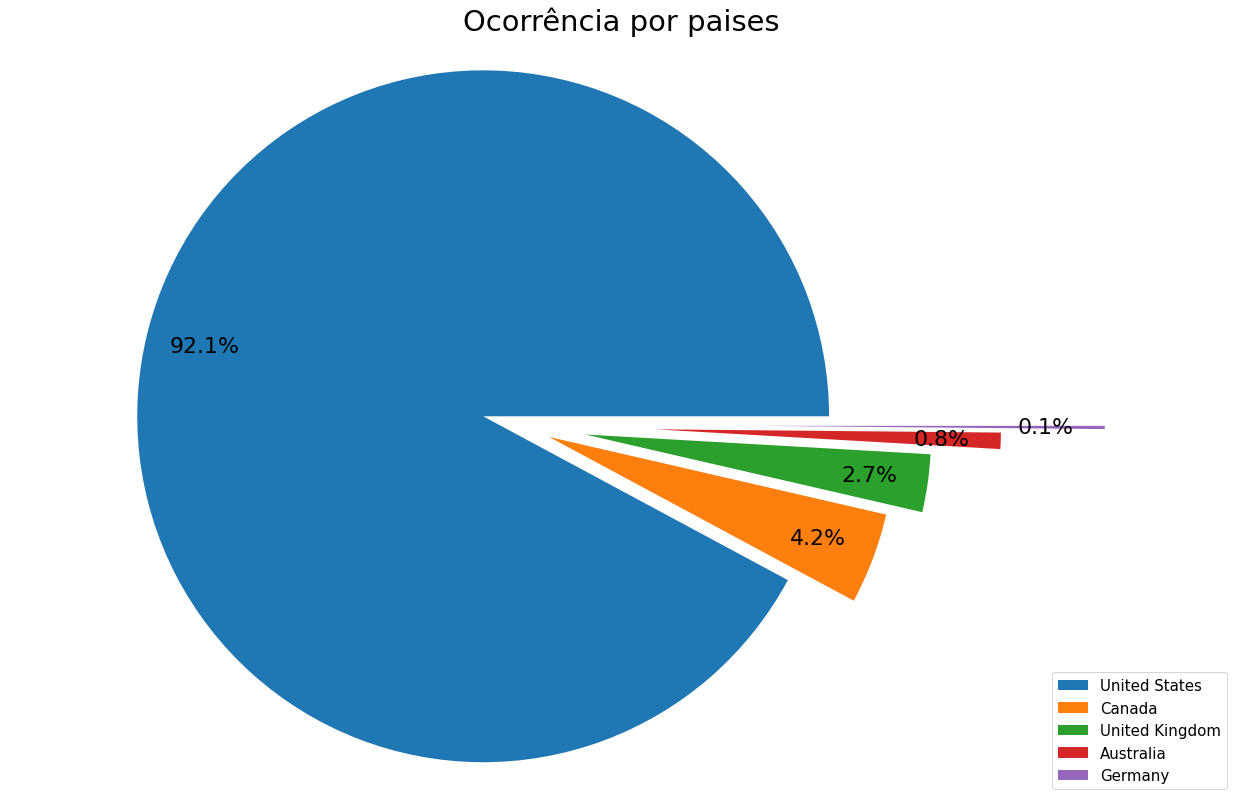 Ocorrência por paises
92.1%
0.1%
0.8%
2.7%
4.2%
United States
Canada
United Kingdom
Australia
Germany